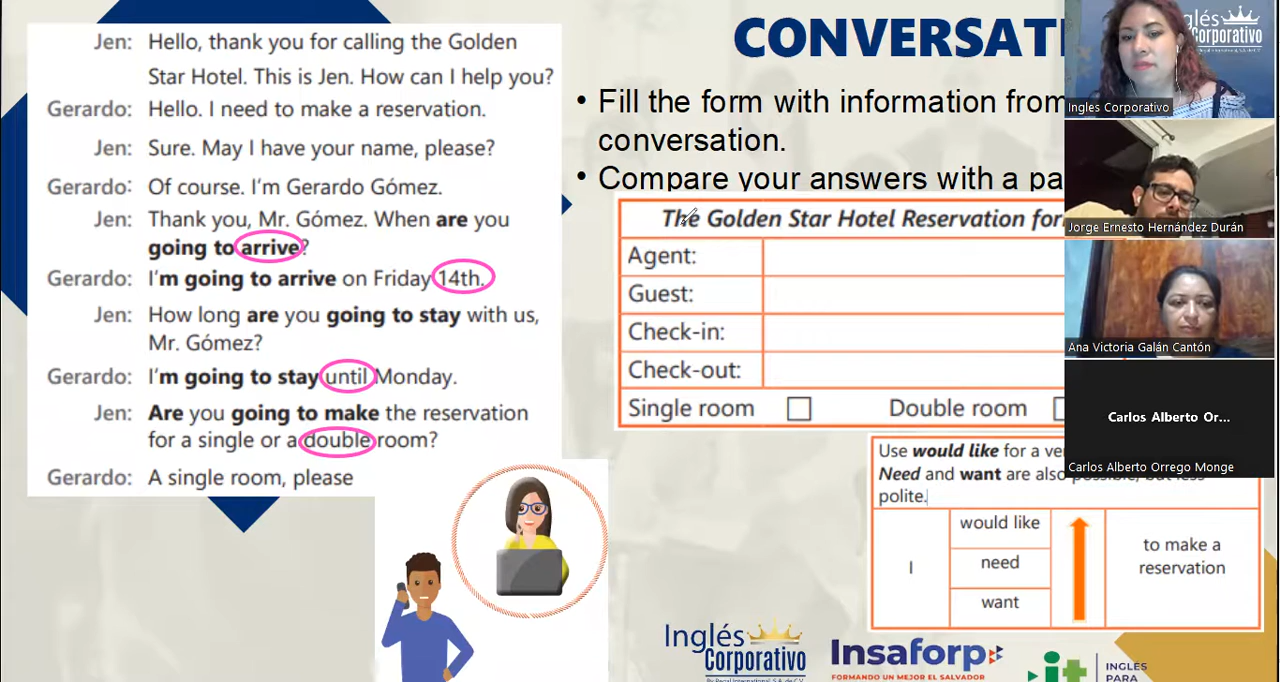 Jen: Hello, thank you for calling the Golden
Star Hotel. This is Jen. How can I help you?
Gerardo: Hello. I need to make a reservation.
Jen: Sure. May I have your name, please?
Gerardo: Of course. I'm Gerardo Gómez.
Jen: Thank you, Mr. Gómez. When are you
going to arrive?
Gerardo: I'm going to arrive on Friday 14th.
Jen: How long are you going to stay with us,
Mr. Gómez?
Gerardo: I'm going to stay until Monday.
Jen: Are you going to make the reservation
for a single or a double room?
Gerardo: A single room, please
CONVERSATI
• Fill the form with information from
conversation.
• Compare your answers with a pa
The Golden Star Hotel Reservation for
Agent:
Guest:
Check-in:
Check-out:
Single room
Double room
Use would like for a ve
Need and want are also possible, but less
polite.
I
would like
need
want
to make a
reservation
Inglés
Corporativo
Insaforp
FORMANDO UN MEJOR EL SALVADOR
it
INGLÉS
PARA
glés
Corporativo
Ingles Corporativo
Jorge Ernesto Hernández Durán
Ana Victoria Galán Cantón
Carlos Alberto Or...
Carlos Alberto Orrego Monge